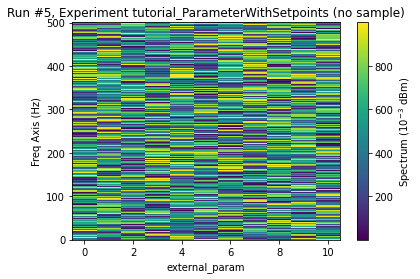 Run #5, Experiment tutorial_ParameterWithSetpoints (no sample)
500
400
300
200
100
0
Freq Axis (Hz)
0 2 4 6 8 10
external_param
800
600
400
200
Spectrum (10⁻³ dBm)